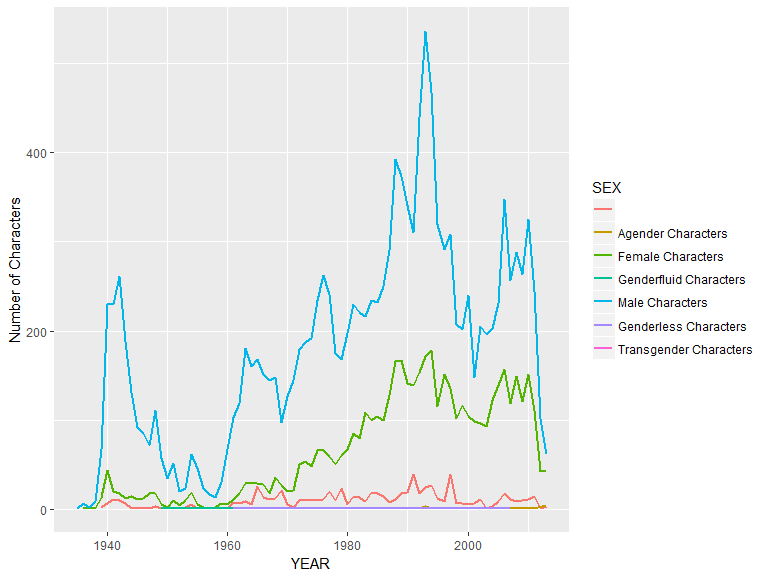 Number of Characters
400
200
0
1940
1960
1980
2000
YEAR
SEX
Agender Characters
Female Characters
Genderfluid Characters
Male Characters
Genderless Characters
Transgender Characters